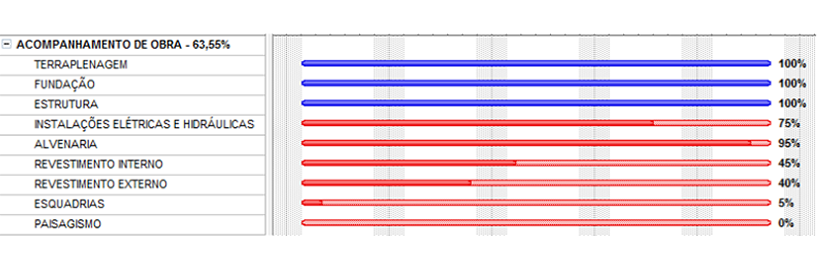 ACOMPANHAMENTO DE OBRA - 63,55%
TERRAPLENAGEM 100%
FUNDAÇÃO 100%
ESTRUTURA 100%
INSTALAÇÕES ELÉTRICAS E HIDRÁULICAS 75%
ALVENARIA 95%
REVESTIMENTO INTERNO 45%
REVESTIMENTO EXTERNO 40%
ESQUADRIAS 5%
PAISAGISMO 0%